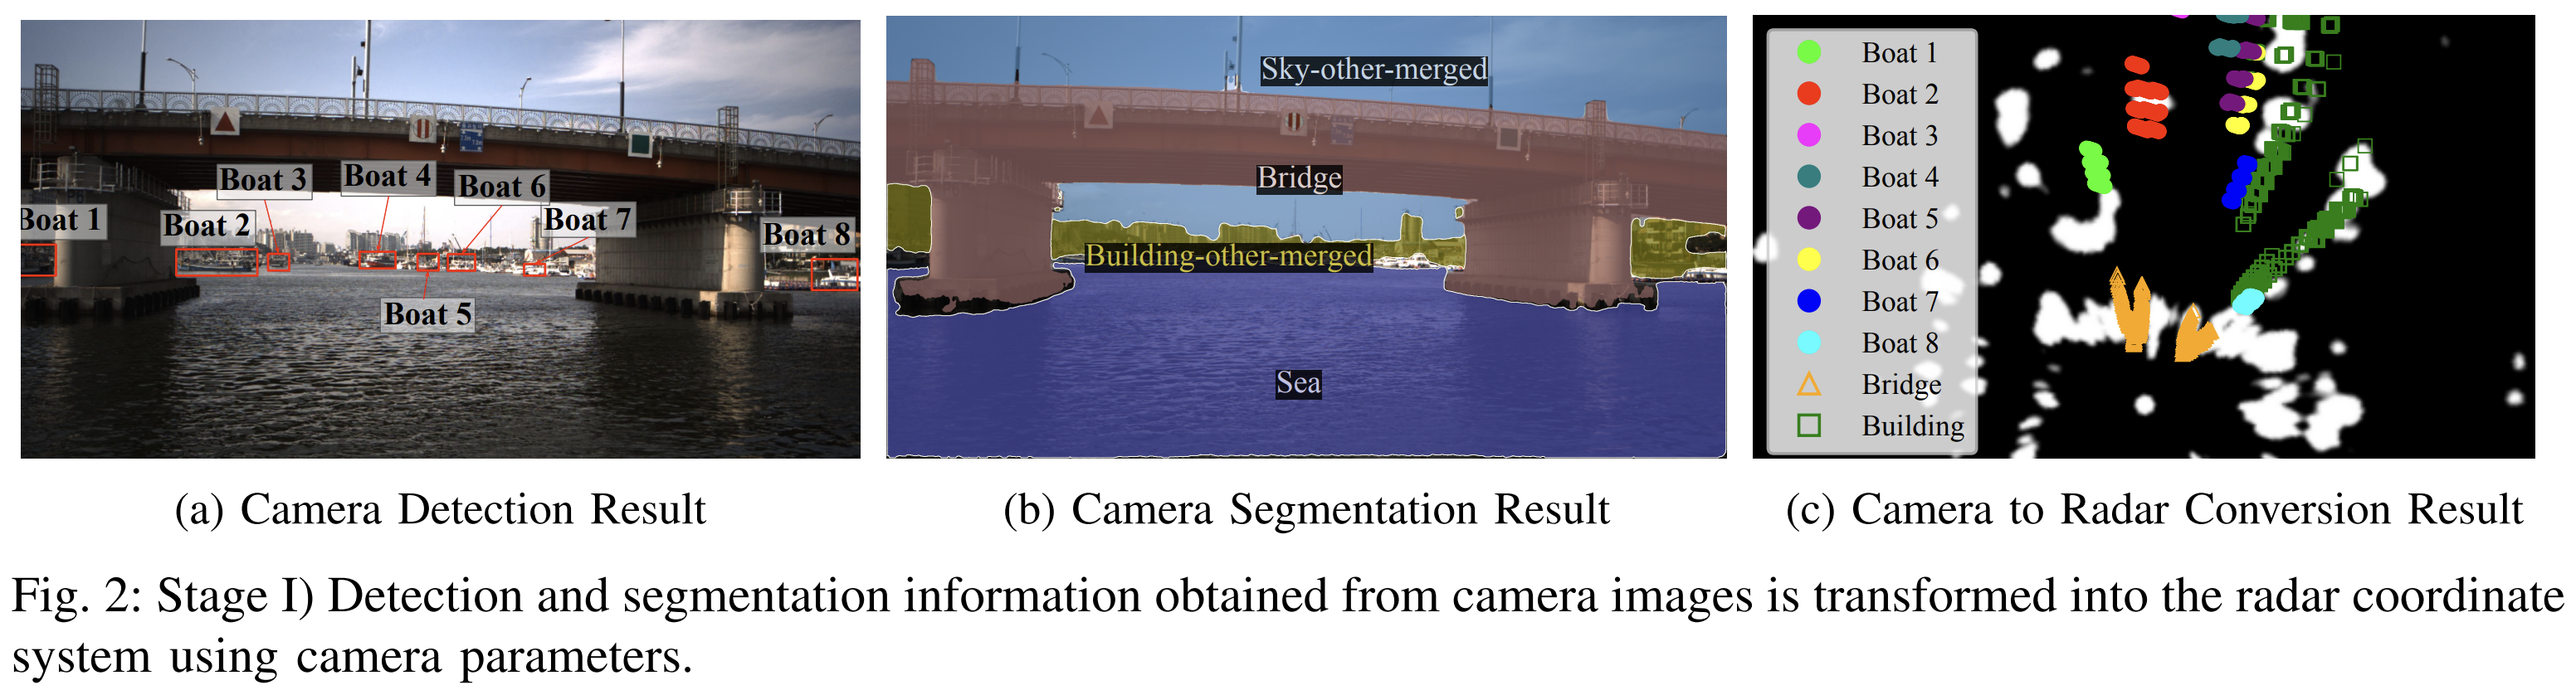 Boat 1
Boat 2
Boat 3
Boat 4
Boat 5
Boat 6
Boat 7
Boat 8
Sky-other-merged
Bridge
Building-other-merged
Sea
Boat 1
Boat 2
Boat 3
Boat 4
Boat 5
Boat 6
Boat 7
Boat 8
Bridge
Building
(a) Camera Detection Result
(b) Camera Segmentation Result
(c) Camera to Radar Conversion Result
Fig. 2: Stage I) Detection and segmentation information obtained from camera images is transformed into the radar coordinate
system using camera parameters.